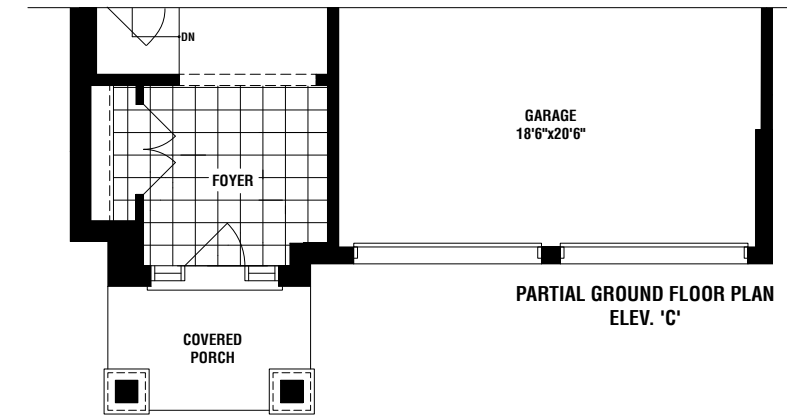 DN
GARAGE
18'6"x20'6"
FOYER
PARTIAL GROUND FLOOR PLAN
ELEV. 'C'
COVERED
PORCH